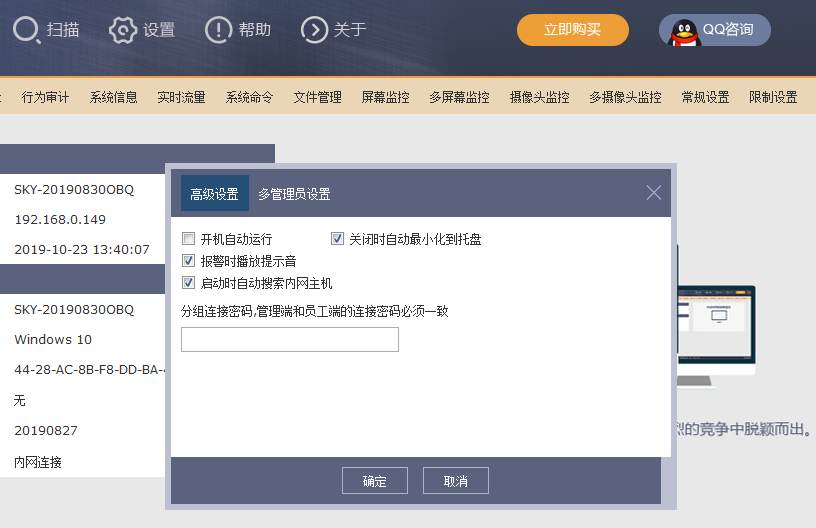 扫描 设置 帮助 关于 立即购买 QQ咨询
行为审计 系统信息 实时流量 系统命令 文件管理 屏幕监控 多屏幕监控 摄像头监控 多摄像头监控 常规设置 限制设置
SKY-20190830OBQ
192.168.0.149
2019-10-23 13:40:07
SKY-20190830OBQ
Windows 10
44-28-AC-8B-F8-DD-BA-
无
20190827
内网连接
高级设置 多管理员设置
开机自动运行 关闭时自动最小化到托盘
报警时播放提示音
启动时自动搜索内网主机
分组连接密码,管理端和员工端的连接密码必须一致
确定 取消
烈的竞争中脱颖而出。